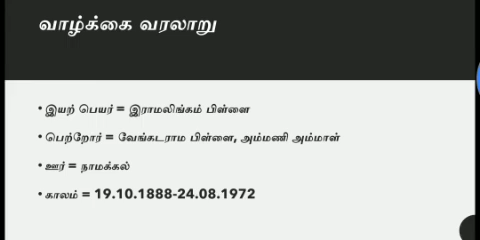 வாழ்க்கை வரலாறு
• இயற் பெயர் = இராமலிங்கம் பிள்ளை
• பெற்றோர் = வேங்கடராம பிள்ளை, அம்மணி அம்மாள்
• ஊர் = நாமக்கல்
• காலம் = 19.10.1888-24.08.1972